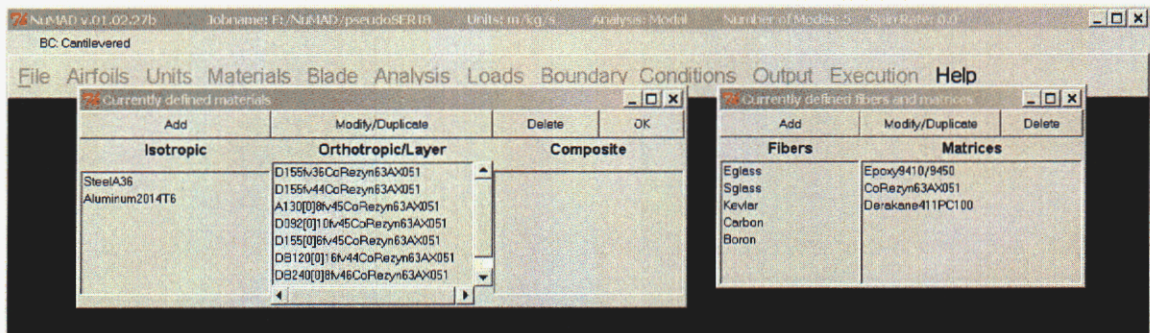 NuMAD v.01.02.27b Jobname: F:/NuMAD/pseudoSERI8 Units: m/kg/s Analysis: Modal Number of Modes: 5 Spin Rate: 0.0
BC: Cantilevered
File Airfoils Units Materials Blade Analysis Loads Boundary Conditions Output Execution Help
Currently defined materials
Add Modify/Duplicate Delete OK
Isotropic Orthotropic/Layer Composite
SteelA36
Aluminum2014T6
D155fv36CoRezyn63AX051
D155fv44CoRezyn63AX051
A130[0]8fv45CoRezyn63AX051
D092[0]10fv45CoRezyn63AX051
D155[0]6fv45CoRezyn63AX051
DB120[0]16fv44CoRezyn63AX051
DB240[0]8fv46CoRezyn63AX051
Currently defined fibers and matrices
Add Modify/Duplicate Delete
Fibers Matrices
Eglass
Sglass
Kevlar
Carbon
Boron
Epoxy9410/9450
CoRezyn63AX051
Derakane411PC100